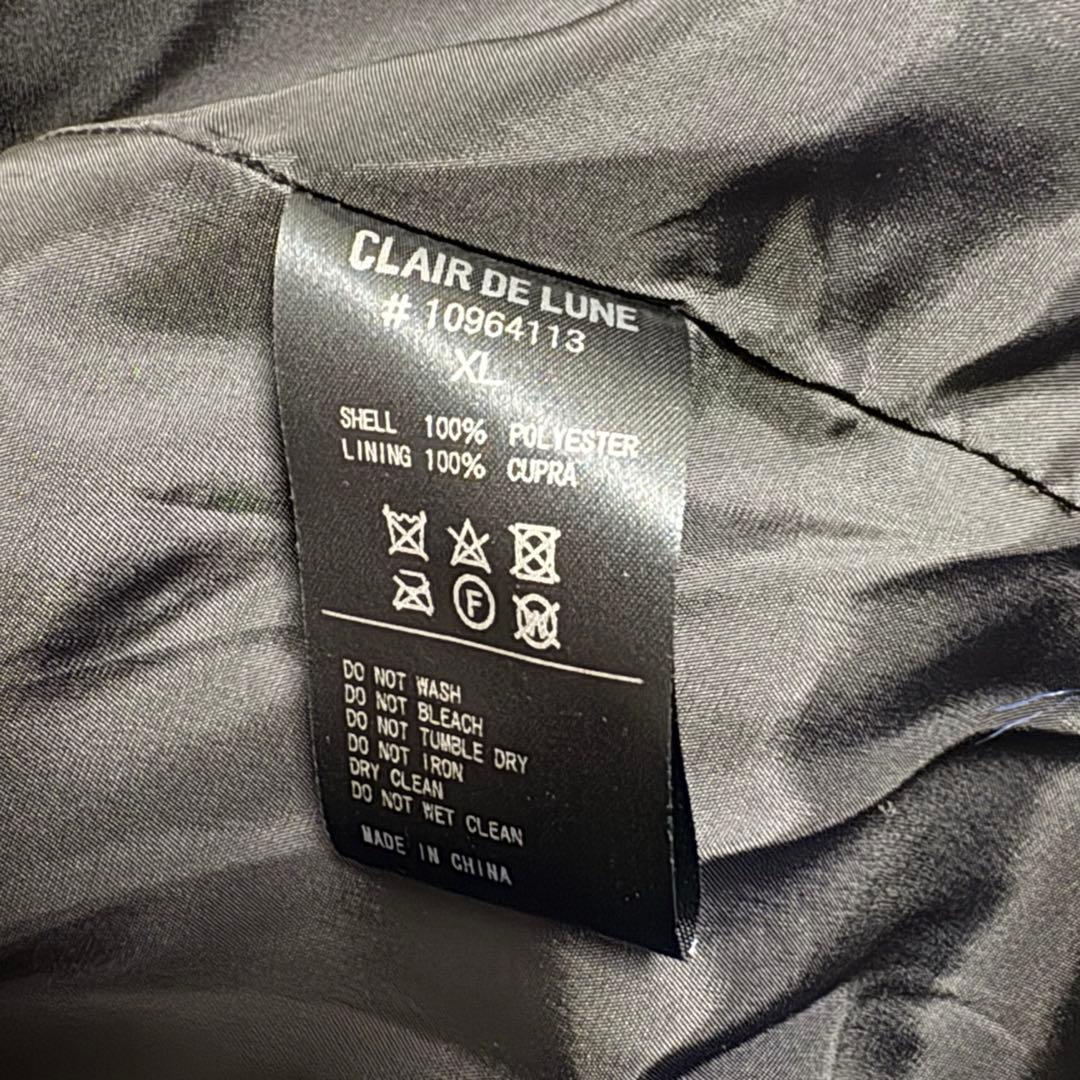 CLAIR DE LUNE
# 10964113
XL
SHELL 100% POLYESTER
LINING 100% CUPRA
F W
DO NOT WASH
DO NOT BLEACH
DO NOT TUMBLE DRY
DO NOT IRON
DRY CLEAN
DO NOT WET CLEAN
MADE IN CHINA